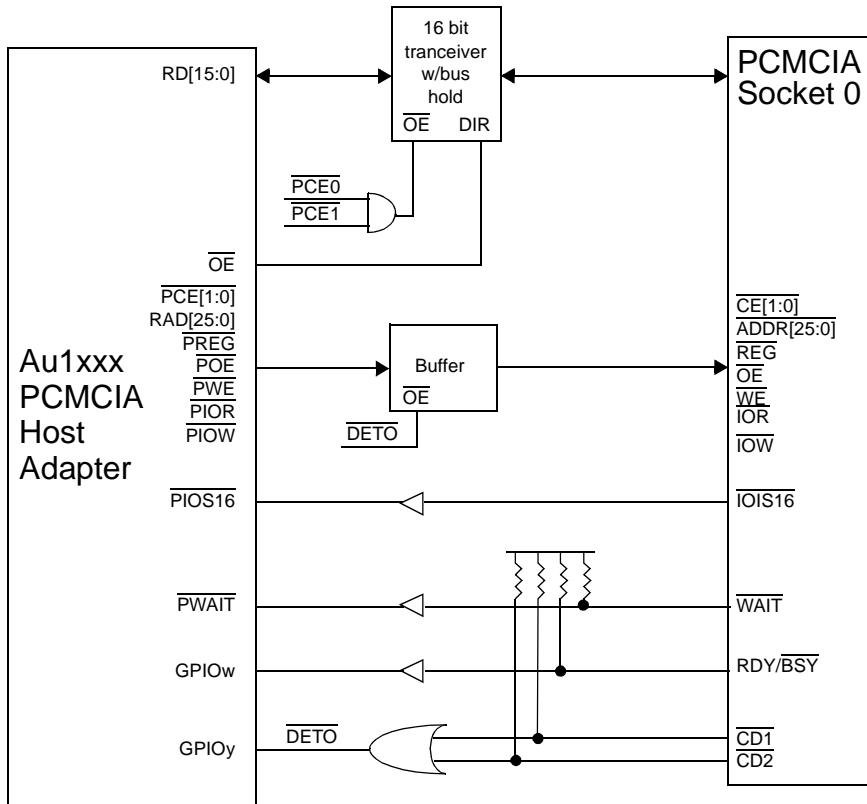 16 bit
tranceiver
w/bus
hold
OE DIR
RD[15:0]
PCMCIA
Socket 0
PCE0
PCE1
OE
PCE[1:0]
RAD[25:0]
PREG
POE
PWE
PIOR
PIOW
Au1xxx
PCMCIA
Host
Adapter
Buffer
OE
DETO
CE[1:0]
ADDR[25:0]
REG
OE
WE
IOR
IOW
PIOS16
IOIS16
PWAIT
WAIT
GPIOw
RDY/BSY
GPIOy
DETO
CD1
CD2